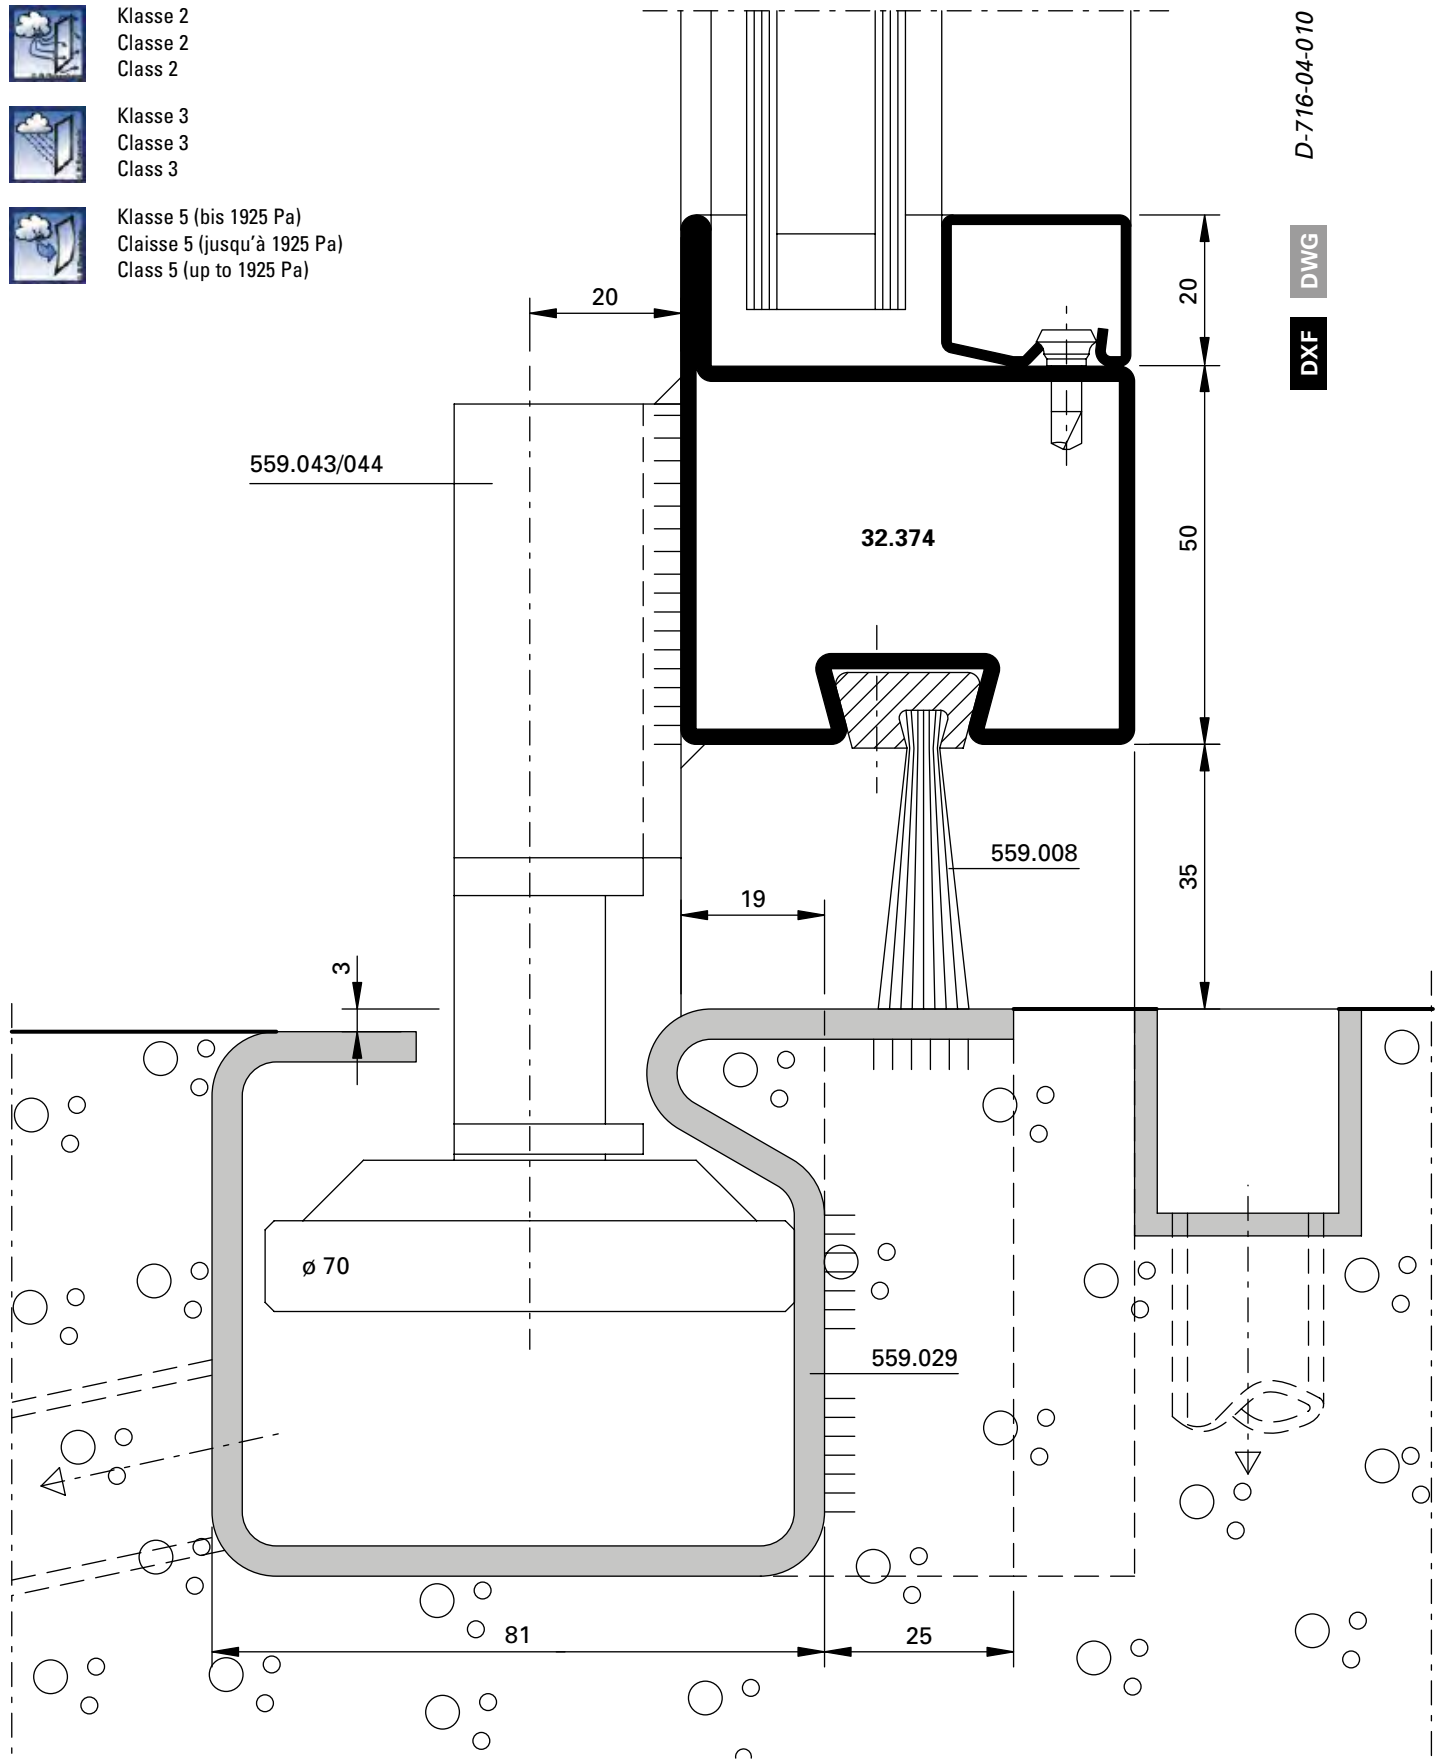 Klasse 2
Classe 2
Class 2
Klasse 3
Classe 3
Class 3
Klasse 5 (bis 1925 Pa)
Claisse 5 (jusqu'à 1925 Pa)
Class 5 (up to 1925 Pa)
D-716-04-010
DWG
DXF
20
20
559.043/044
32.374
50
559.008
35
19
3
ø 70
559.029
81
25